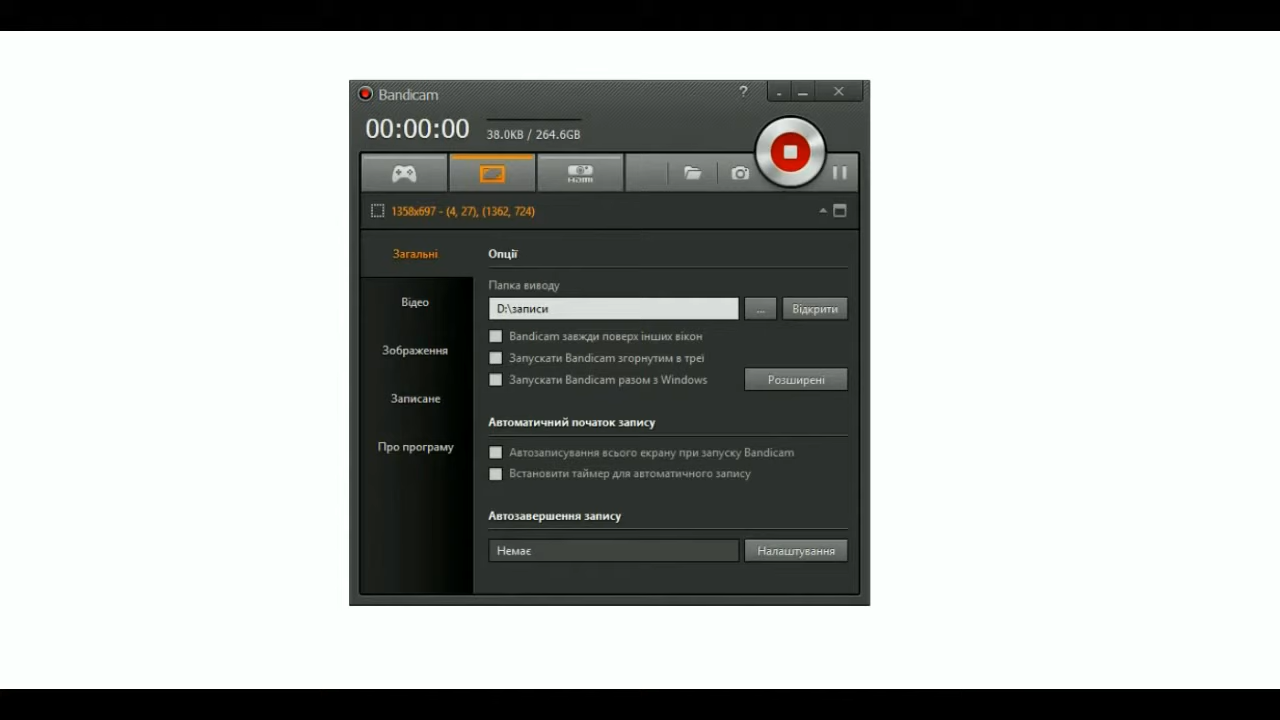 Bandicam
?
00:00:00
38.0KB / 264.6GB
HDMI
1358x697 - (4, 27), (1362, 724)
Загальні
Відео
Зображення
Записане
Про програму
Опції
Папка виводу
D:\записи
...
Відкрити
Bandicam завжди поверх інших вікон
Запускати Bandicam згорнутим в треї
Запускати Bandicam разом з Windows
Розширені
Автоматичний початок запису
Автозаписування всього екрану при запуску Bandicam
Встановити таймер для автоматичного запису
Автозавершення запису
Немає
Налаштування